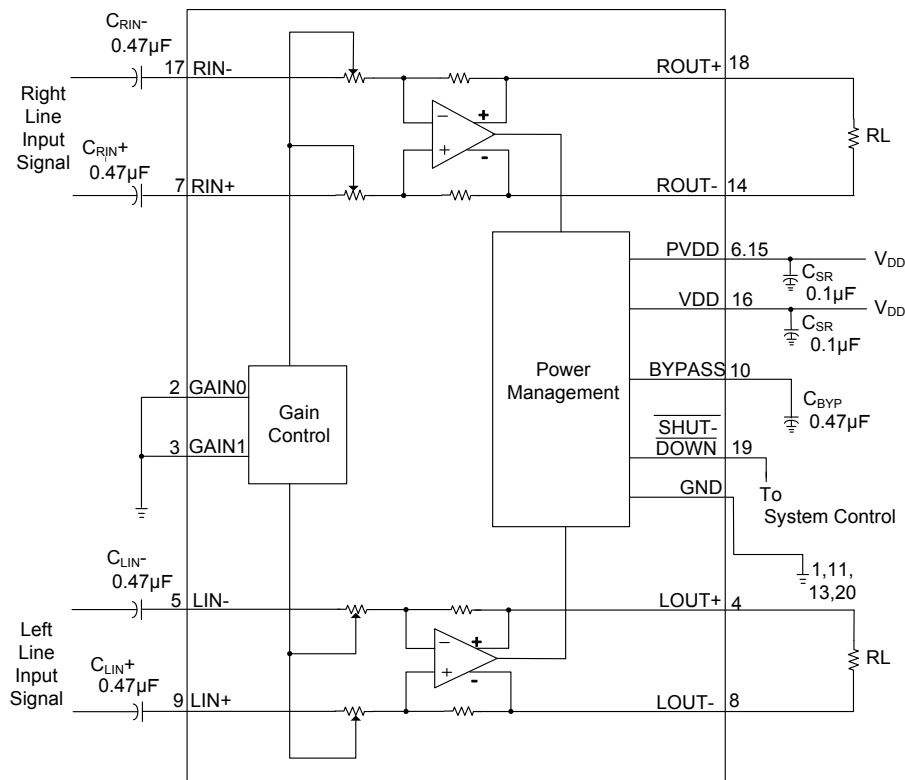 CRIN-
0.47µF
17 RIN-
Right
Line
Input
Signal
CRIN+
0.47µF
7 RIN+
- +
+ -
ROUT+ 18
RL
ROUT- 14
PVDD 6.15
VDD
CSR
0.1µF
VDD 16
VDD
CSR
0.1µF
BYPASS 10
CBYP
0.47µF
SHUT-
DOWN 19
To
System Control
GND
1,11,
13,20
Power
Management
2 GAIN0
3 GAIN1
Gain
Control
CLIN-
0.47µF
5 LIN-
Left
Line
Input
Signal
CLIN+
0.47µF
9 LIN+
- +
+ -
LOUT+ 4
RL
LOUT- 8